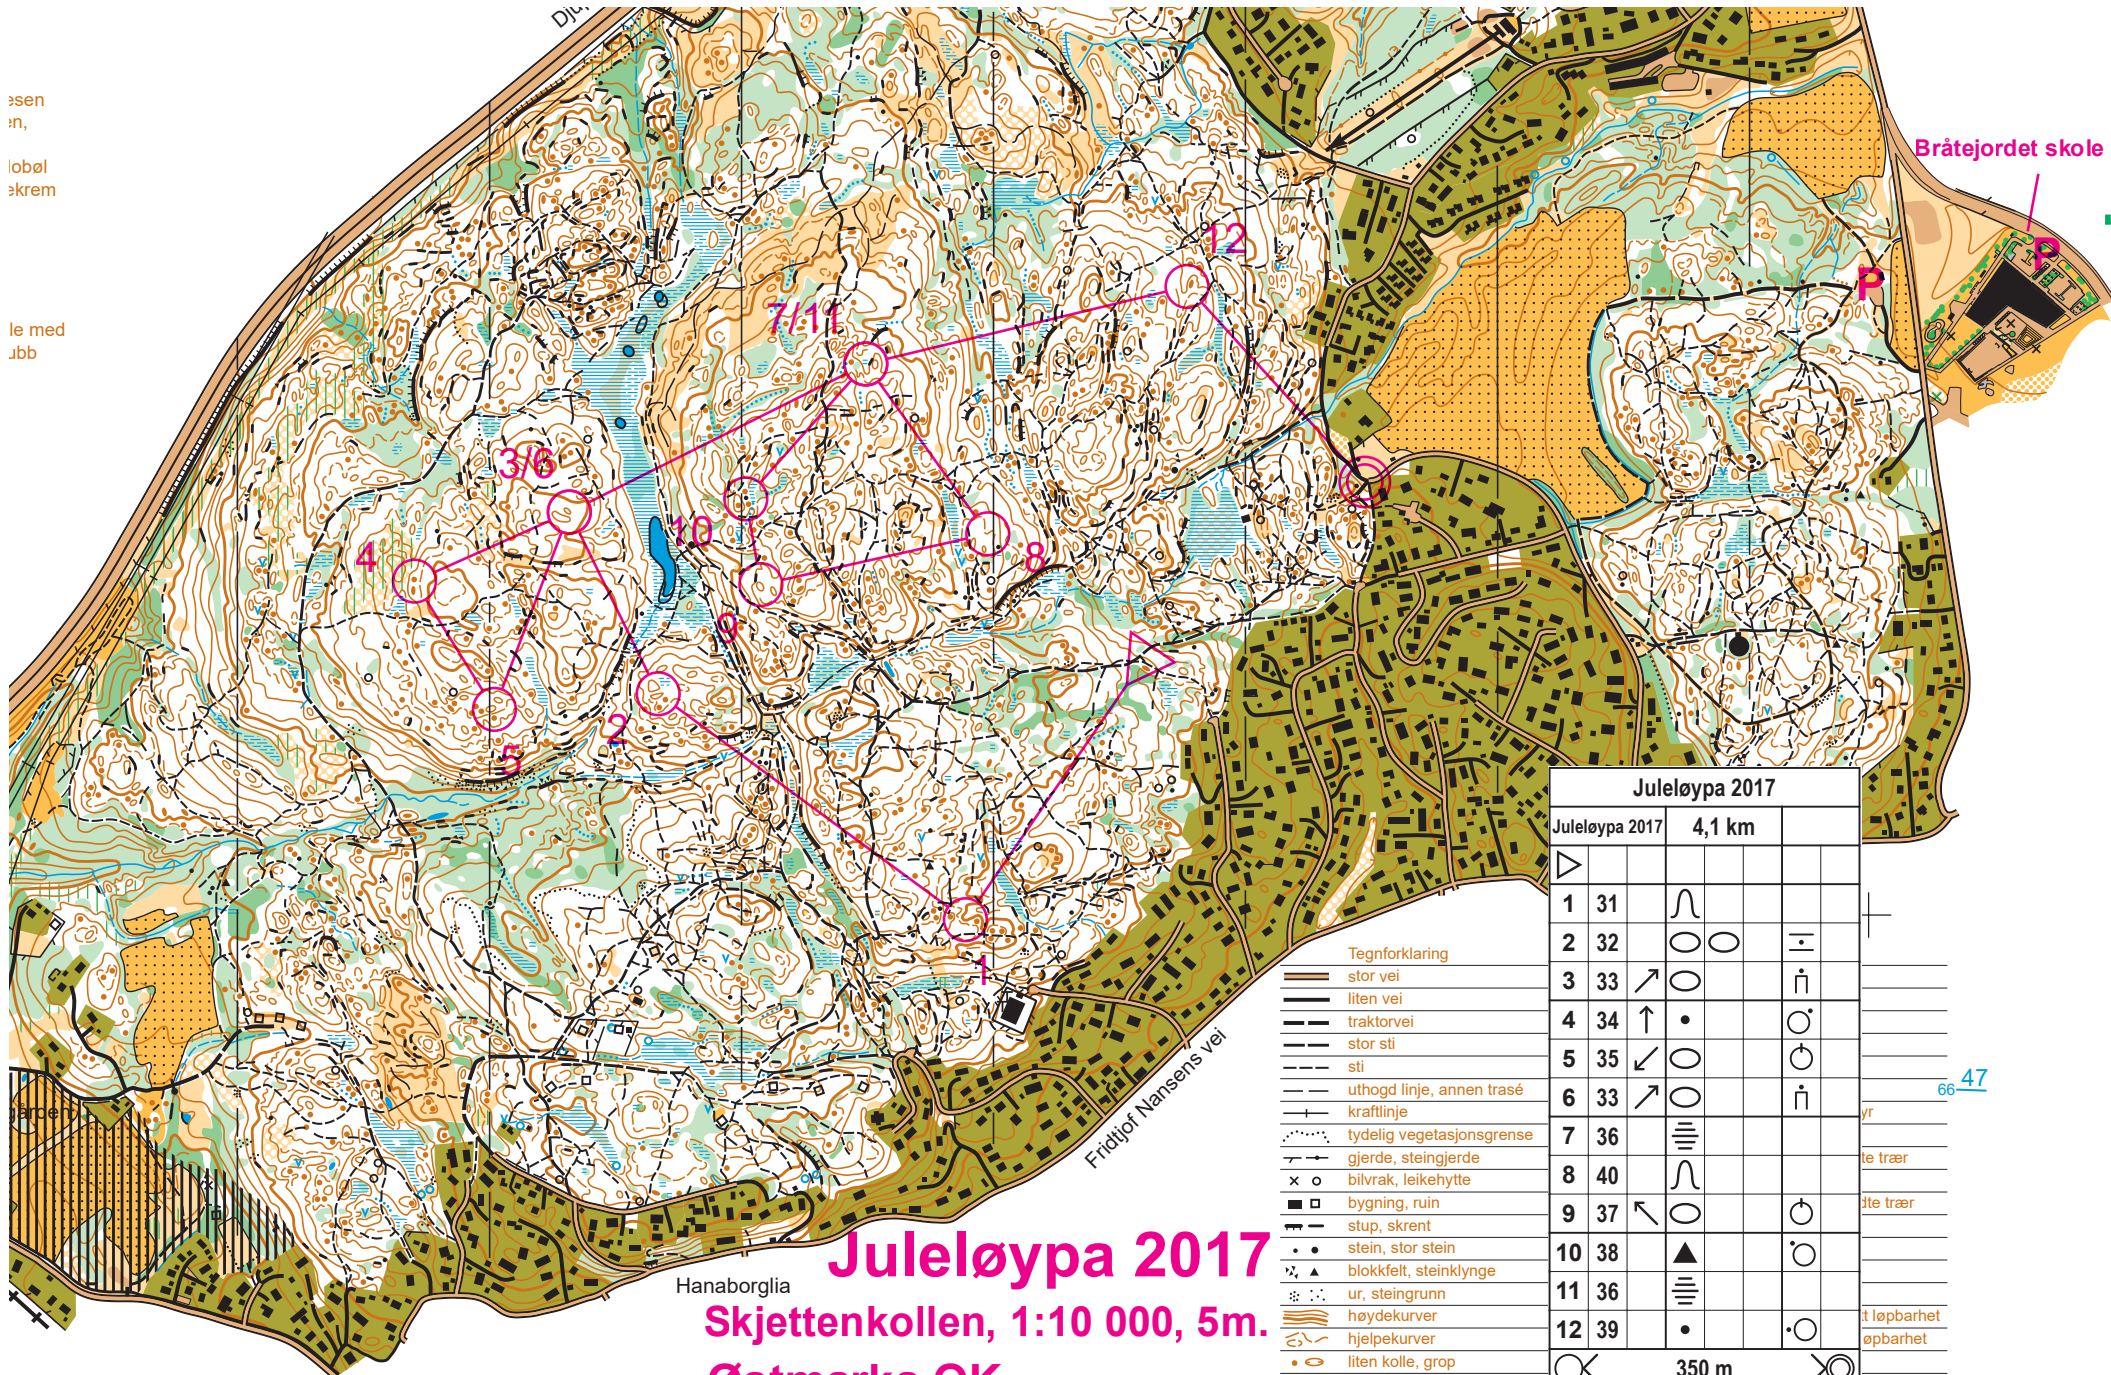 esen
en,
lobøl
ekrem
le med
ubb
Bråtejordet skole
P
P
12
7/11
3/6
10
4
8
9
2
5
1
Juleløypa 2017
Juleløypa 2017 4,1 km
1 31
2 32
3 33
4 34
5 35
6 33
7 36
8 40
9 37
10 38
11 36
12 39
350 m
Tegnforklaring
stor vei
liten vei
traktorvei
stor sti
sti
uthogd linje, annen trasé
kraftlinje
tydelig vegetasjonsgrense
gjerde, steingjerde
bilvrak, leikehytte
bygning, ruin
stup, skrent
stein, stor stein
blokkfelt, steinklynge
ur, steingrunn
høydekurver
hjelpekurver
liten kolle, grop
yr
te trær
dte trær
tt løpbarhet
øpbarhet
66 47
Fridtjof Nansens vei
Hanaborglia
Juleløypa 2017
Skjettenkollen, 1:10 000, 5m.
Østmarka OK